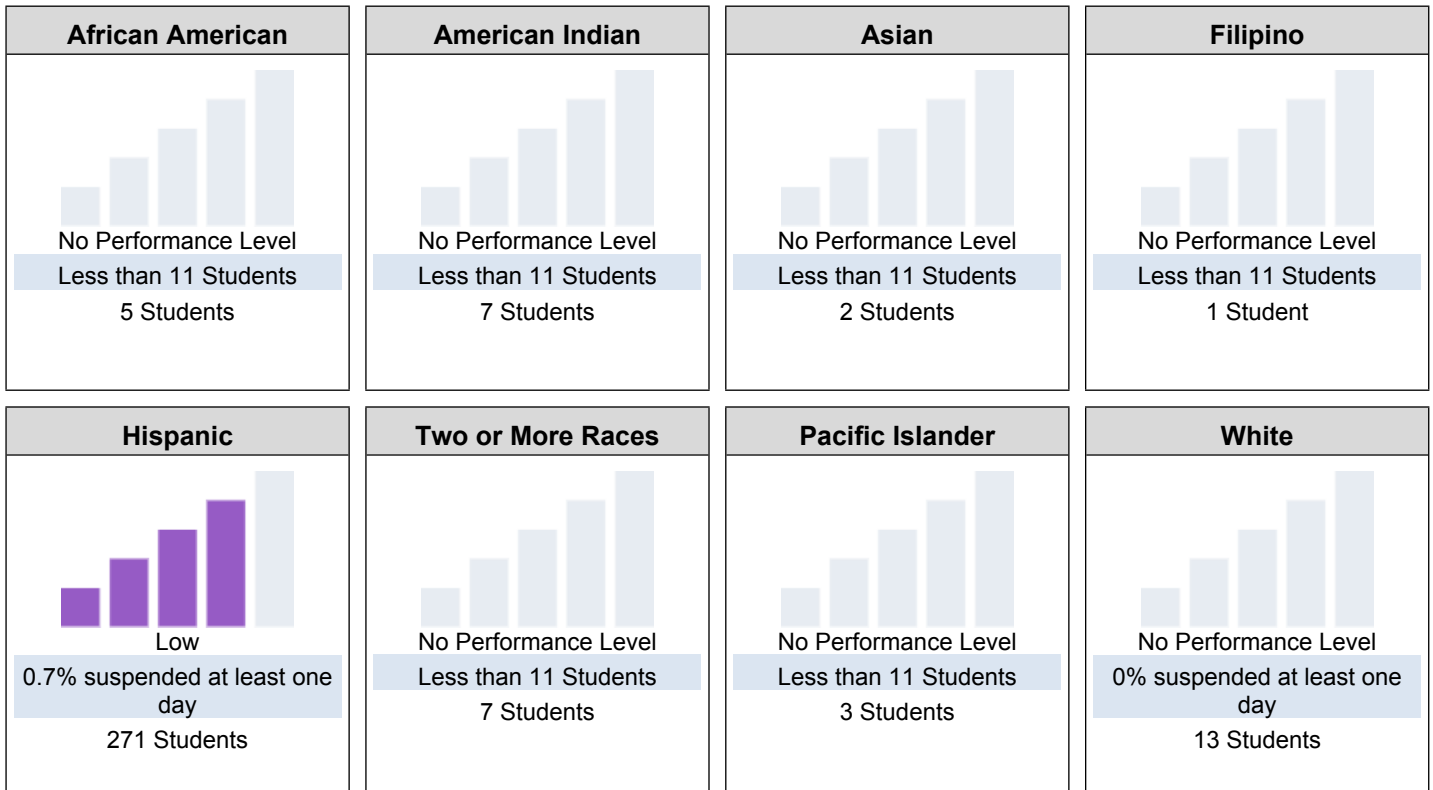 African American
No Performance Level
Less than 11 Students
5 Students
American Indian
No Performance Level
Less than 11 Students
7 Students
Asian
No Performance Level
Less than 11 Students
2 Students
Filipino
No Performance Level
Less than 11 Students
1 Student
Hispanic
Low
0.7% suspended at least one
day
271 Students
Two or More Races
No Performance Level
Less than 11 Students
7 Students
Pacific Islander
No Performance Level
Less than 11 Students
3 Students
White
No Performance Level
0% suspended at least one
day
13 Students